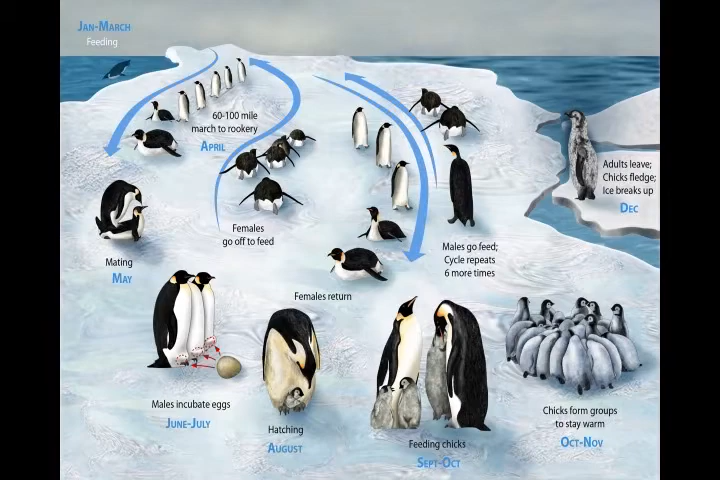 JAN-MARCH
Feeding
60-100 mile
march to rookery
APRIL
Females
go off to feed
Mating
MAY
Males incubate eggs
JUNE-JULY
Females return
Hatching
AUGUST
Males go feed;
Cycle repeats
6 more times
Feeding chicks
SEPT-OCT
Chicks form groups
to stay warm
OCT-NOV
Adults leave;
Chicks fledge;
Ice breaks up
DEC